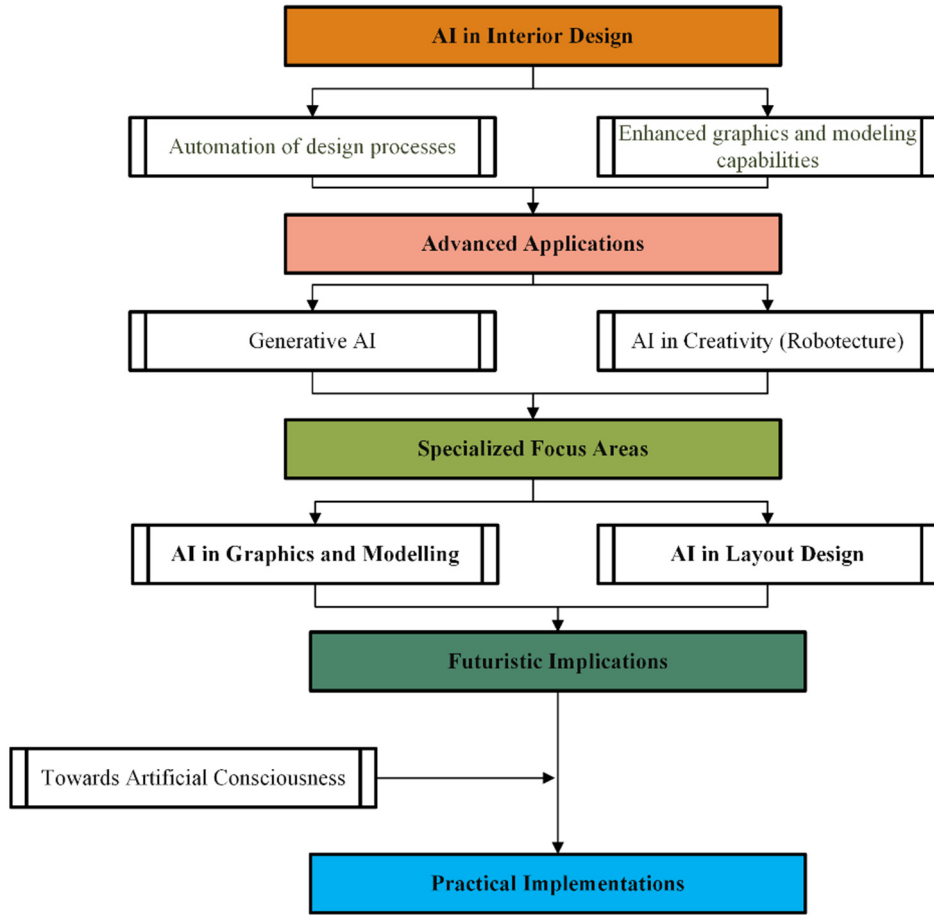 AI in Interior Design
Automation of design processes
Enhanced graphics and modeling
capabilities
Advanced Applications
Generative AI
AI in Creativity (Robotecture)
Specialized Focus Areas
AI in Graphics and Modelling
AI in Layout Design
Futuristic Implications
Towards Artificial Consciousness
Practical Implementations